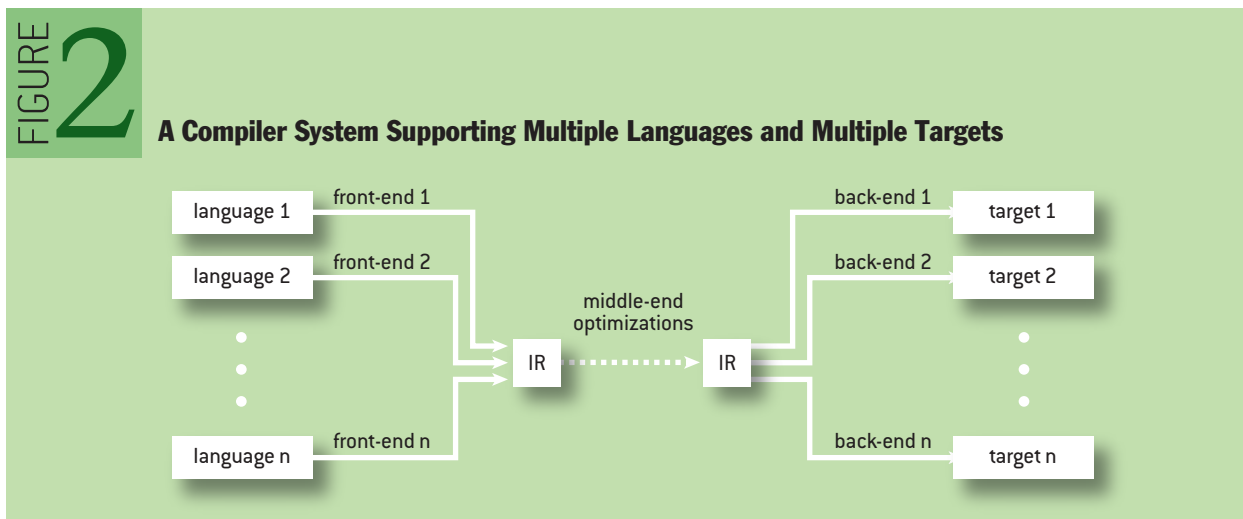 FIGURE 2
A Compiler System Supporting Multiple Languages and Multiple Targets
language 1
front-end 1
back-end 1
target 1
language 2
front-end 2
back-end 2
target 2
middle-end
optimizations
IR
IR
language n
front-end n
back-end n
target n